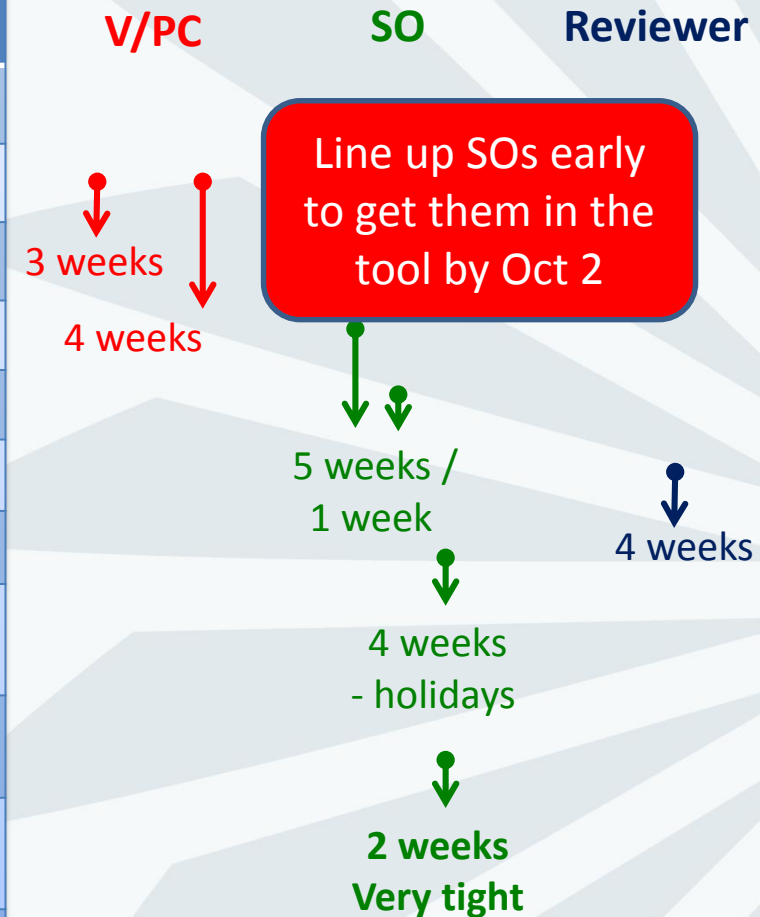 V/PC
SO
Reviewer
Line up SOs early
to get them in the
tool by Oct 2
3 weeks
4 weeks
5 weeks /
1 week
4 weeks
4 weeks
- holidays
2 weeks
Very tight